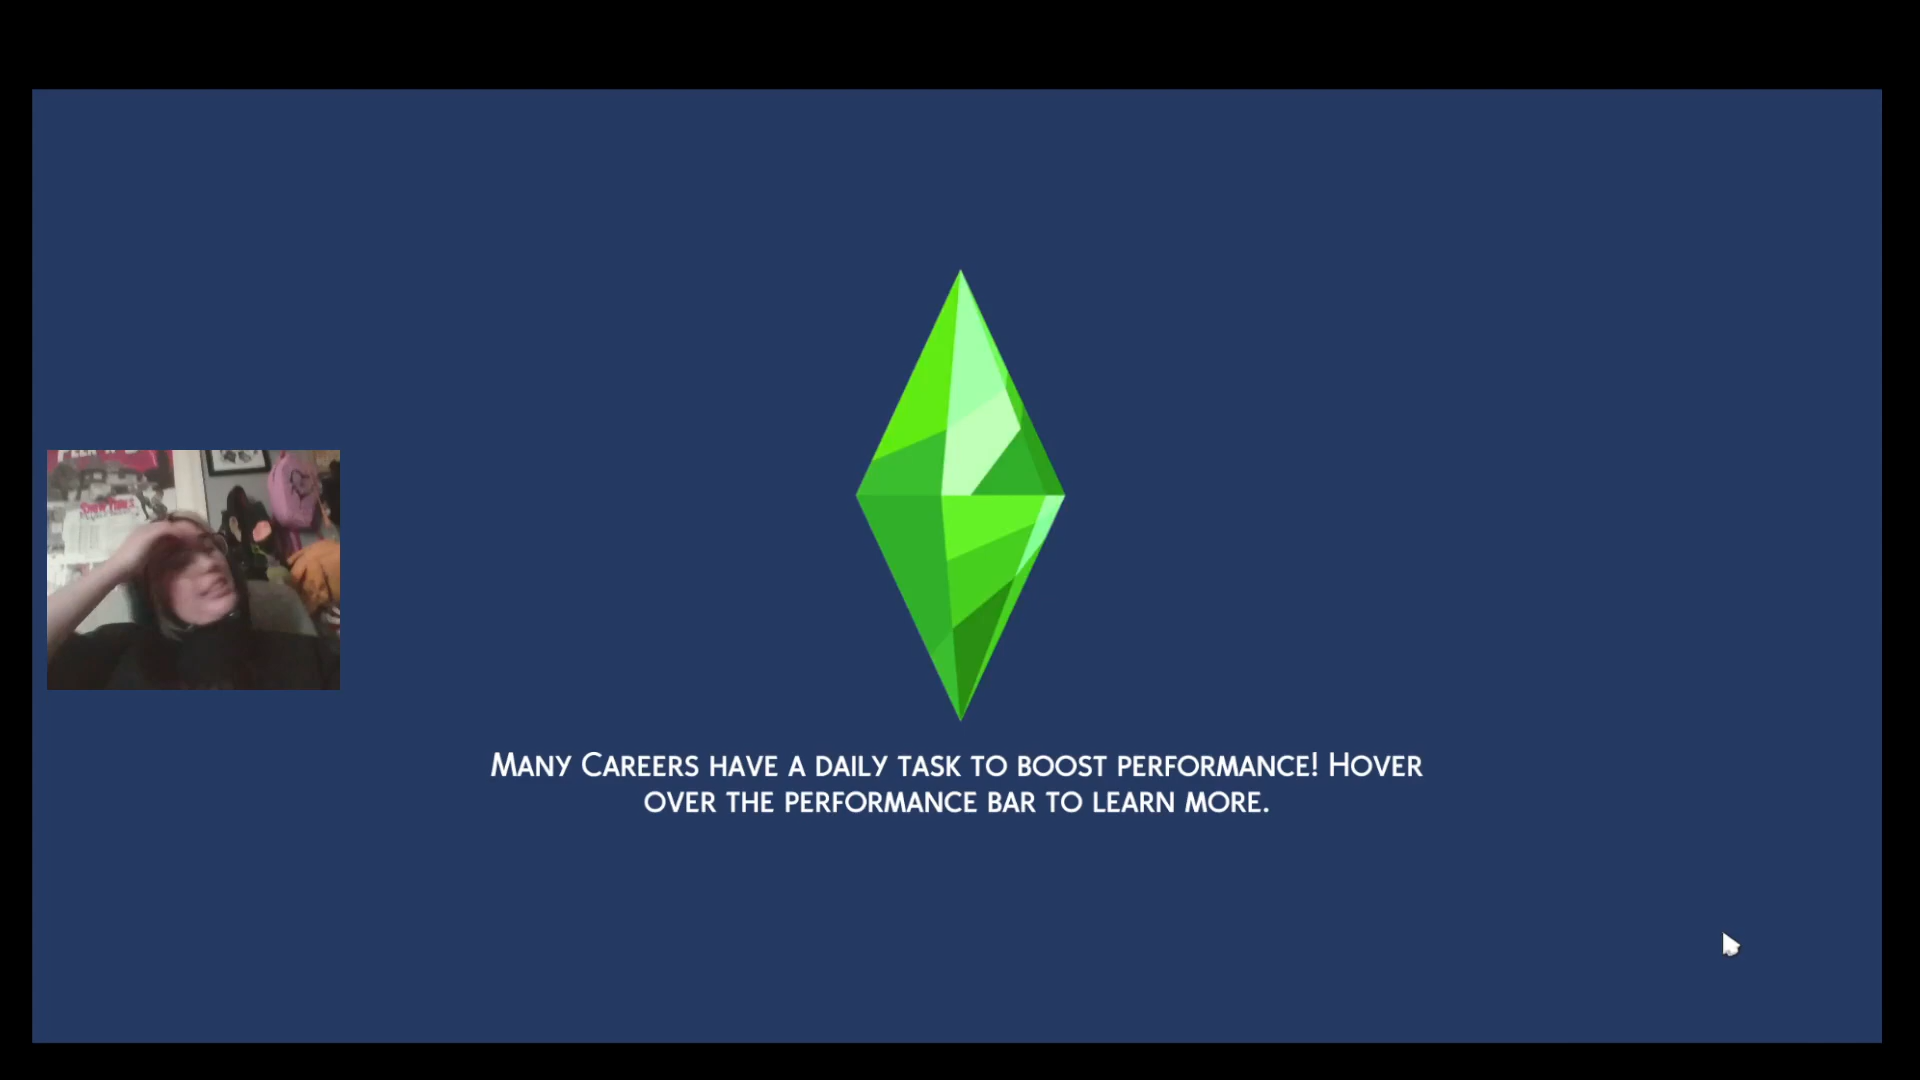 MANY CAREERS HAVE A DAILY TASK TO BOOST PERFORMANCE! HOVER
OVER THE PERFORMANCE BAR TO LEARN MORE.